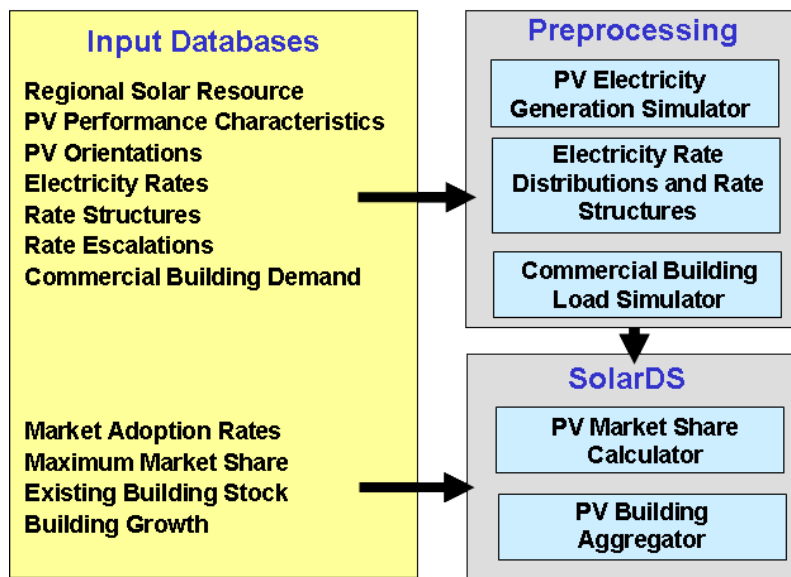 Input Databases
Regional Solar Resource
PV Performance Characteristics
PV Orientations
Electricity Rates
Rate Structures
Rate Escalations
Commercial Building Demand
Market Adoption Rates
Maximum Market Share
Existing Building Stock
Building Growth
Preprocessing
PV Electricity
Generation Simulator
Electricity Rate
Distributions and Rate
Structures
Commercial Building
Load Simulator
SolarDS
PV Market Share
Calculator
PV Building
Aggregator